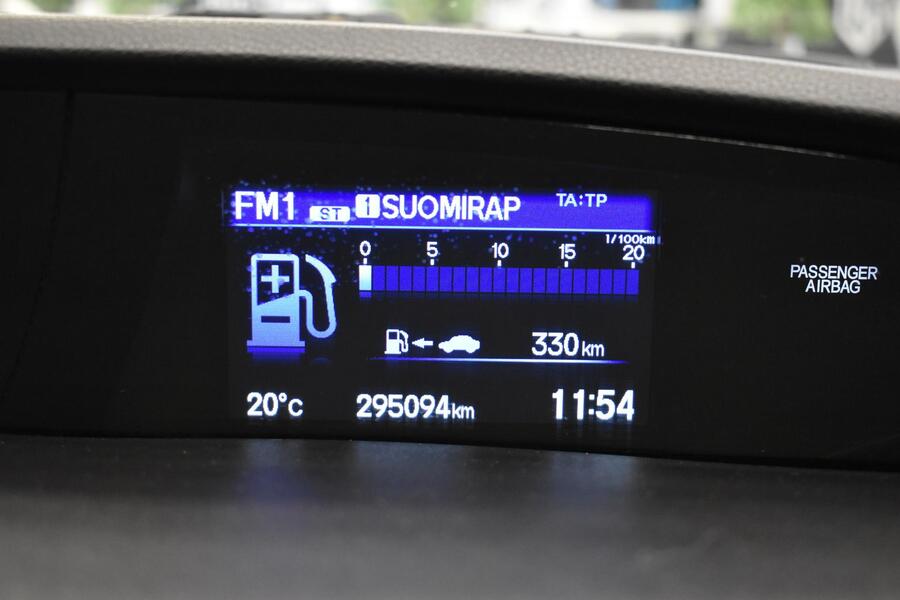 FM1 ST 1 SUOMIRAP TA:TP
1/100km
0 5 10 15 20
330km
20°c 295094km 11:54
PASSENGER
AIRBAG